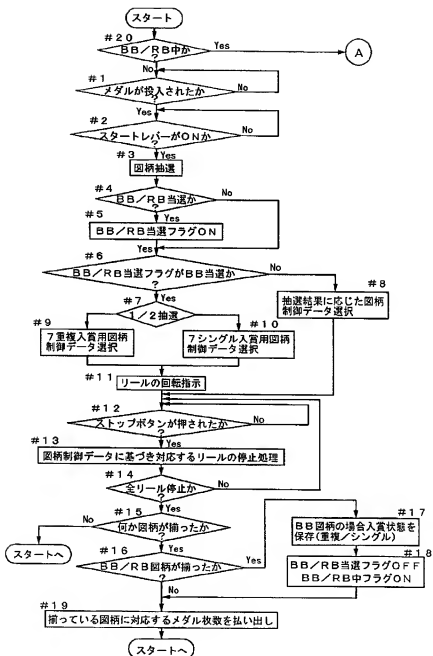 スタート
#20
BB/RB中か
?
Yes
A
No
#1
メダルが投入されたか
?
No
Yes
#2
スタートレバーがONか
?
No
#3
Yes
図柄抽選
#4
BB/RB当選か
?
No
#5
Yes
BB/RB当選フラグON
#6
BB/RB当選フラグがBB当選か
?
No
#7
Yes
1/2抽選
#8
抽選結果に応じた図柄
制御データ選択
#9
7重複入賞用図柄
制御データ選択
#10
7シングル入賞用図柄
制御データ選択
#11
リールの回転指示
#12
ストップボタンが押されたか
?
No
#13
Yes
図柄制御データに基づき対応するリールの停止処理
#14
全リール停止か
?
No
#15
Yes
何か図柄が揃ったか
?
No
スタートへ
#16
Yes
BB/RB図柄が揃ったか
?
Yes
#17
BB図柄の場合入賞状態を
保存(重複/シングル)
#18
BB/RB当選フラグOFF
BB/RB中フラグON
No
#19
揃っている図柄に対応するメダル枚数を払い出し
スタートへ